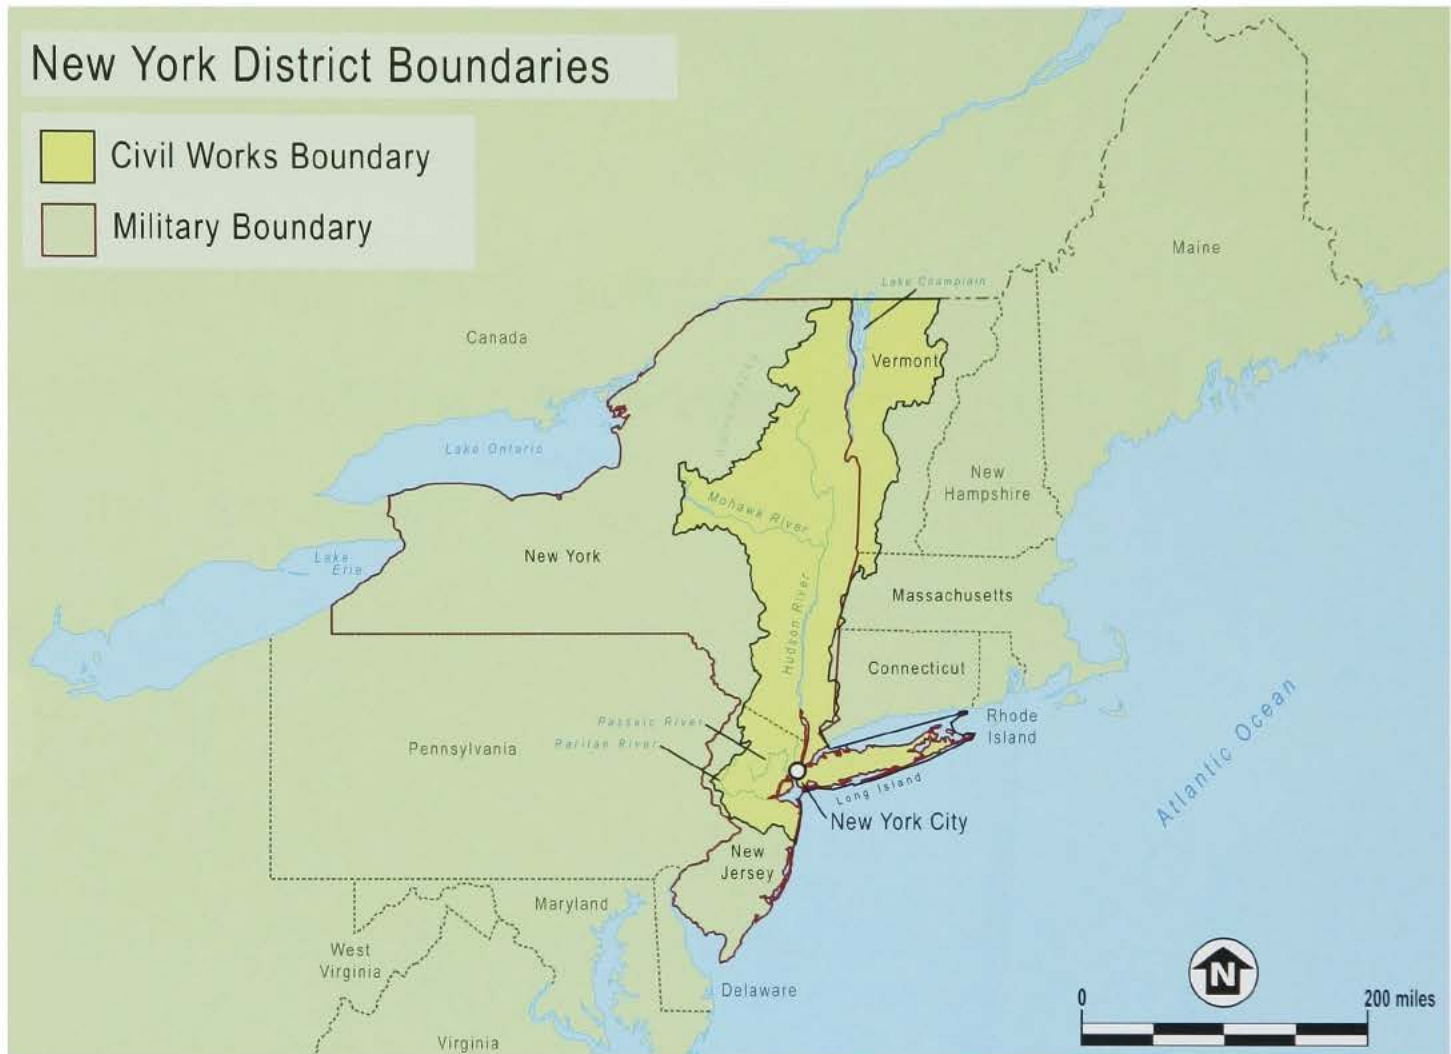 New York District Boundaries
Civil Works Boundary
Military Boundary
Maine
Lake Champlain
Canada
Vermont
Adirondacks
Lake Ontario
New
Hampshire
Mohawk River
Lake
Erie
New York
Hudson River
Massachusetts
Connecticut
Passaic River
Raritan River
Pennsylvania
Rhode
Island
Atlantic Ocean
Long Island
New York City
New
Jersey
Maryland
West
Virginia
Delaware
Virginia
N
0
200 miles